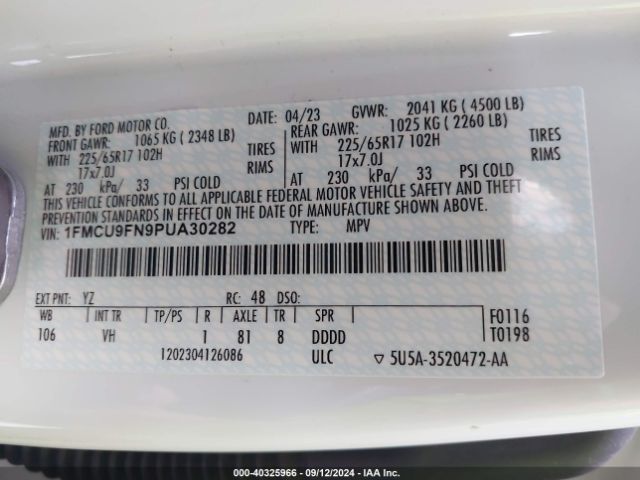 MFD. BY FORD MOTOR CO. DATE: 04/23 GVWR: 2041 KG ( 4500 LB)
FRONT GAWR: 1065 KG ( 2348 LB) REAR GAWR: 1025 KG ( 2260 LB)
WITH 225/65R17 102H TIRES WITH 225/65R17 102H TIRES
17x7.0J RIMS 17x7.0J RIMS
AT 230 kPa/ 33 PSI COLD AT 230 kPa/ 33 PSI COLD
THIS VEHICLE CONFORMS TO ALL APPLICABLE FEDERAL MOTOR VEHICLE SAFETY AND THEFT
PREVENTION STANDARDS IN EFFECT ON THE DATE OF MANUFACTURE SHOWN ABOVE.
VIN: 1FMCU9FN9PUA30282 TYPE: MPV
EXT PNT: YZ RC: 48 DSO:
WB INT TR TP/PS R AXLE TR SPR F0116
106 VH 1 81 8 DDDD T0198
1202304126086 ULC ▽ 5U5A-3520472-AA
000-40325966 - 09/12/2024 - IAA Inc.